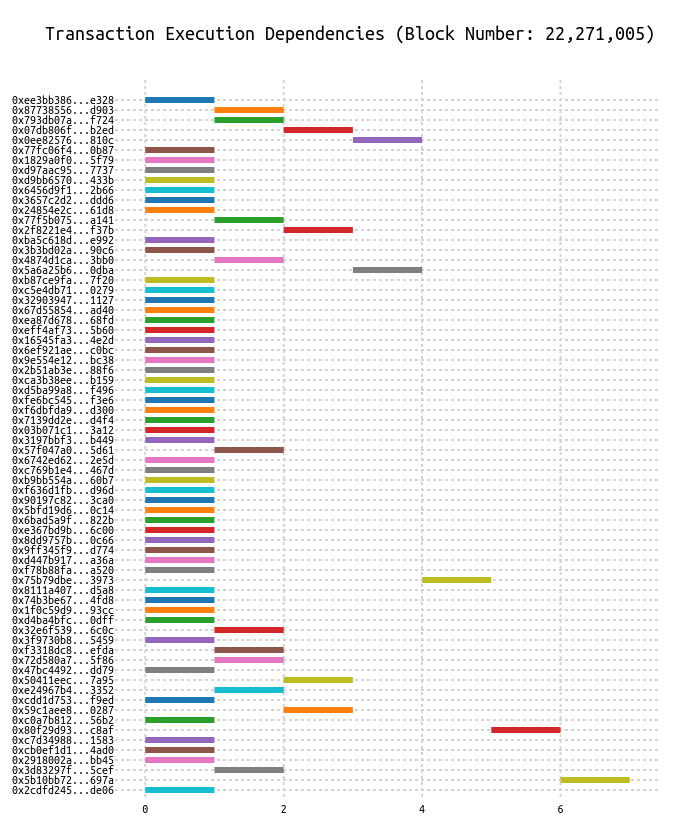 Transaction Execution Dependencies (Block Number: 22,271,005)
0xee3bb386...e328
0x87738556...d903
0x793db07a...f724
0x07db806f...b2ed
0x0ee82576...810c
0x77fc06f4...0b87
0x1829a0f0...5f79
0xd97aac95...7737
0xd9bb6570...433b
0x6456d9f1...2b66
0x3657c2d2...ddd6
0x24854e2c...61d8
0x77f5b075...a141
0x2f8221e4...f37b
0xba5c618d...e992
0x3b3bd02a...90c6
0x4874d1ca...3bb0
0x5a6a25b6...0dba
0xb87ce9fa...7f20
0xc5e4db71...0279
0x32903947...1127
0x67d55854...ad40
0xea87d678...68fd
0xeff4af73...5b60
0x16545fa3...4e2d
0x6ef921ae...c0bc
0x9e554e12...bc38
0x2b51ab3e...88f6
0xca3b38ee...b159
0xd5ba99a8...f496
0xfe6bc545...f3e6
0xf6dbfda9...d300
0x7139dd2e...d4f4
0x03b071c1...3a12
0x3197bbf3...b449
0x57f047a0...5d61
0x6742ed62...2e5d
0xc769b1e4...467d
0xb9bb554a...60b7
0xf636d1fb...d96d
0x90197c82...3ca0
0x5bfd19d6...0c14
0x6bad5a9f...822b
0xe367bd9b...6c00
0x8dd9757b...0c66
0x9ff345f9...d774
0xd447b917...a36a
0xf78b88fa...a520
0x75b79dbe...3973
0x8111a407...d5a8
0x74b3be67...4fd8
0x1f0c59d9...93cc
0xd4ba4bfc...0dff
0x32e6f539...6c0c
0x3f9730b8...5459
0xf3318dc8...efda
0x72d580a7...5f86
0x47bc4492...dd79
0x50411eec...7a95
0xe24967b4...3352
0xcdd1d753...f9ed
0x59c1aee8...0287
0xc0a7b812...56b2
0x80f29d93...c8af
0xc7d34988...1583
0xcb0ef1d1...4ad0
0x2918002a...bb45
0x3d83297f...5cef
0x5b10bb72...697a
0x2cdfd245...de06
0 2 4 6